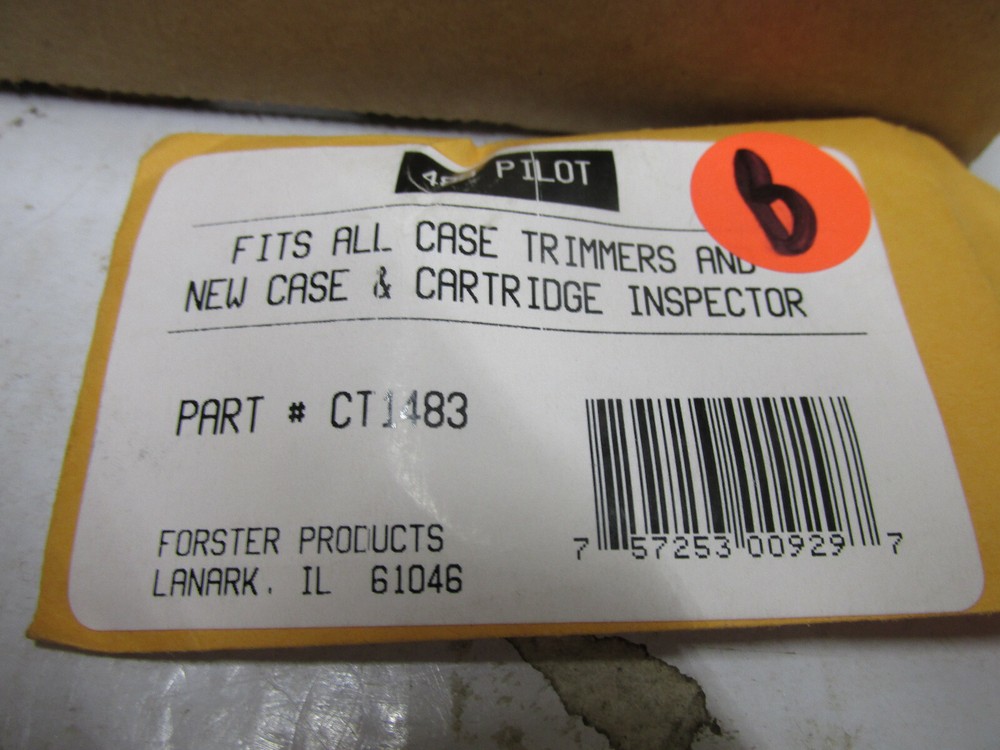 PILOT
FITS ALL CASE TRIMMERS AND
NEW CASE & CARTRIDGE INSPECTOR
PART # CT1483
FORSTER PRODUCTS
LANARK, IL 61046
7 57253 00929 7